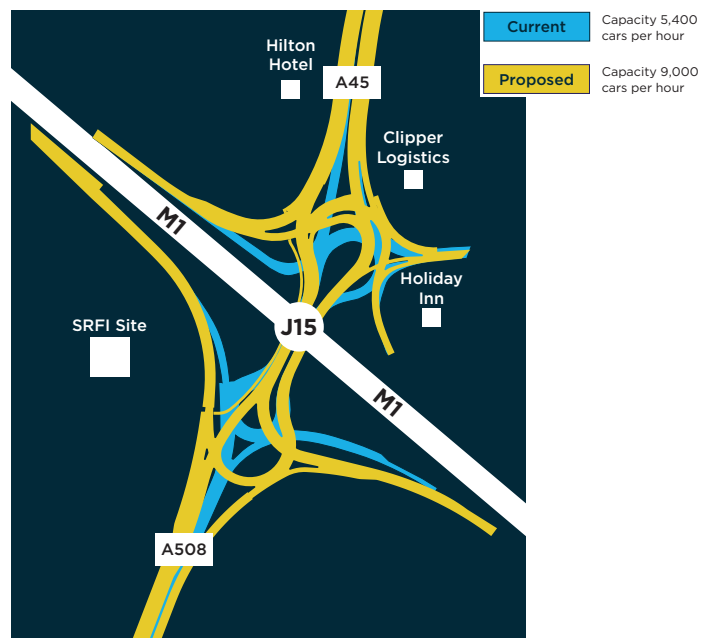 Current
Capacity 5,400
cars per hour
Proposed
Capacity 9,000
cars per hour
Hilton
Hotel
A45
Clipper
Logistics
M1
Holiday
Inn
SRFI Site
J15
M1
A508